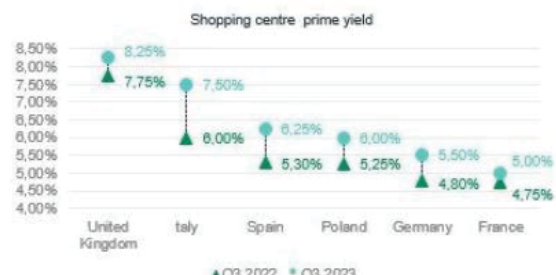 Shopping centre prime yield
8,50%
8,00%
7,50%
7,00%
6,50%
6,00%
5,50%
5,00%
4,50%
4,00%
8,25%
7,75%
7,50%
6,00%
6,25%
5,30%
6,00%
5,25%
5,50%
4,80%
5,00%
4,75%
United Kingdom
taly
Spain
Poland
Germany
France
Q3 2022
Q3 2023